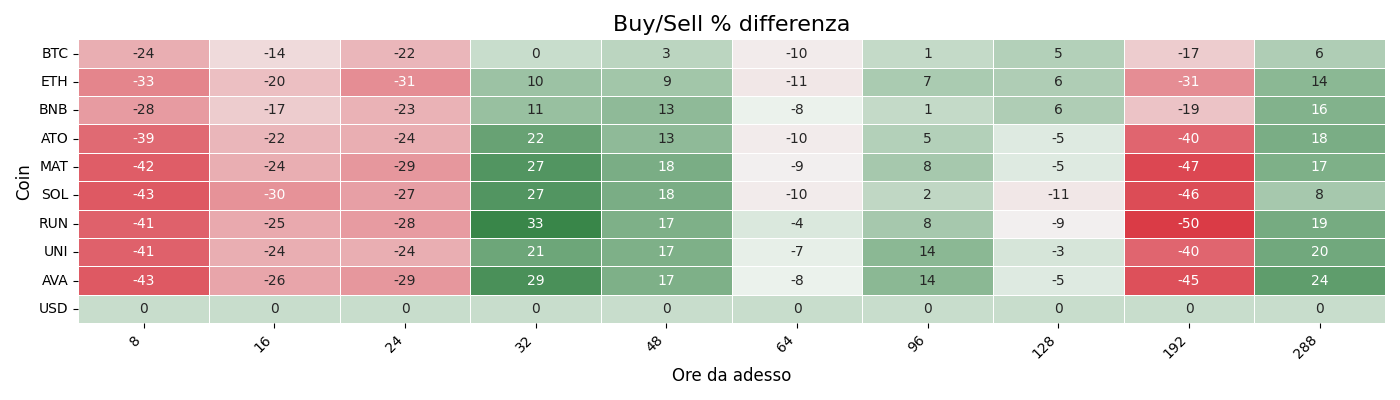 Buy/Sell % differenza
Coin
BTC -24 -14 -22 0 3 -10 1 5 -17 6
ETH -33 -20 -31 10 9 -11 7 6 -31 14
BNB -28 -17 -23 11 13 -8 1 6 -19 16
ATO -39 -22 -24 22 13 -10 5 -5 -40 18
MAT -42 -24 -29 27 18 -9 8 -5 -47 17
SOL -43 -30 -27 27 18 -10 2 -11 -46 8
RUN -41 -25 -28 33 17 -4 8 -9 -50 19
UNI -41 -24 -24 21 17 -7 14 -3 -40 20
AVA -43 -26 -29 29 17 -8 14 -5 -45 24
USD 0 0 0 0 0 0 0 0 0 0
8 16 24 32 48 64 96 128 192 288
Ore da adesso